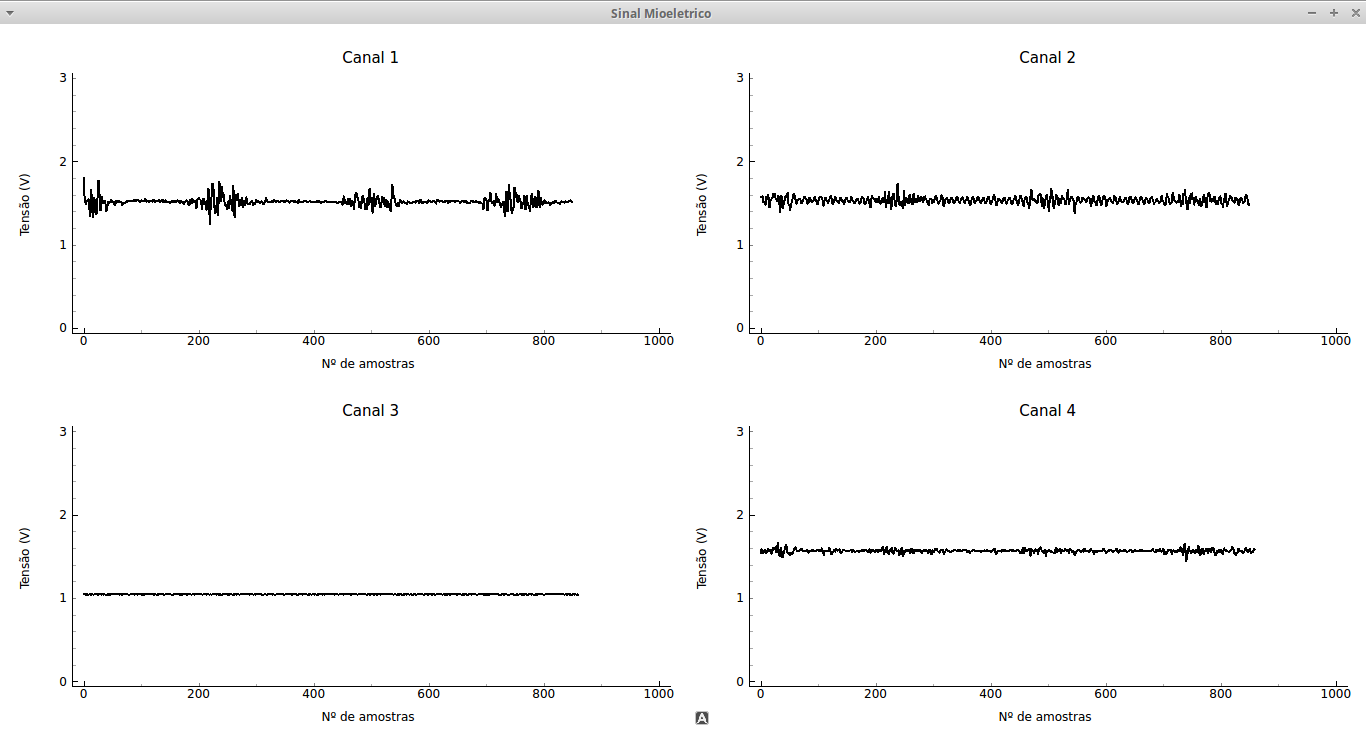 Sinal Mioeletrico
Canal 1
3
2
1
0
Tensão (V)
0 200 400 600 800 1000
Nº de amostras
Canal 2
3
2
1
0
Tensão (V)
0 200 400 600 800 1000
Nº de amostras
Canal 3
3
2
1
0
Tensão (V)
0 200 400 600 800 1000
Nº de amostras
A
Canal 4
3
2
1
0
Tensão (V)
0 200 400 600 800 1000
Nº de amostras